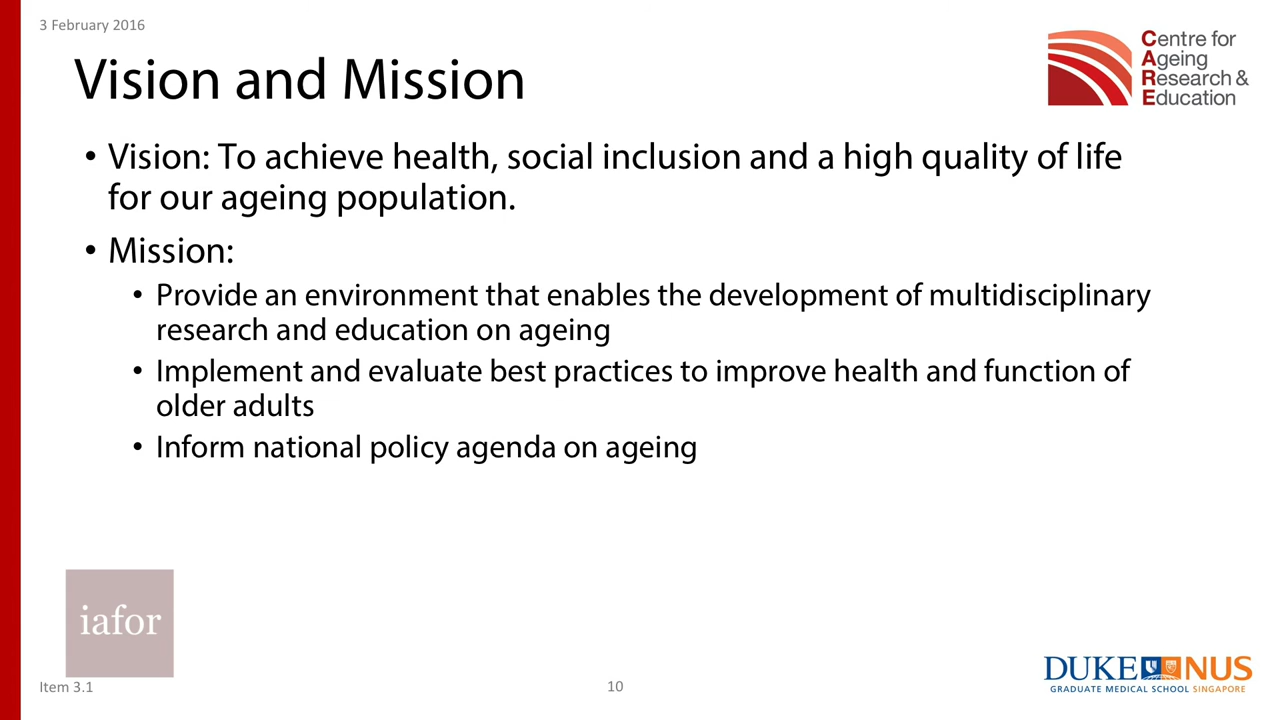 3 February 2016
Centre for
Ageing
Research &
Education
Vision and Mission
• Vision: To achieve health, social inclusion and a high quality of life
for our ageing population.
• Mission:
• Provide an environment that enables the development of multidisciplinary
research and education on ageing
• Implement and evaluate best practices to improve health and function of
older adults
• Inform national policy agenda on ageing
iafor
Item 3.1
10
DUKE NUS
GRADUATE MEDICAL SCHOOL SINGAPORE